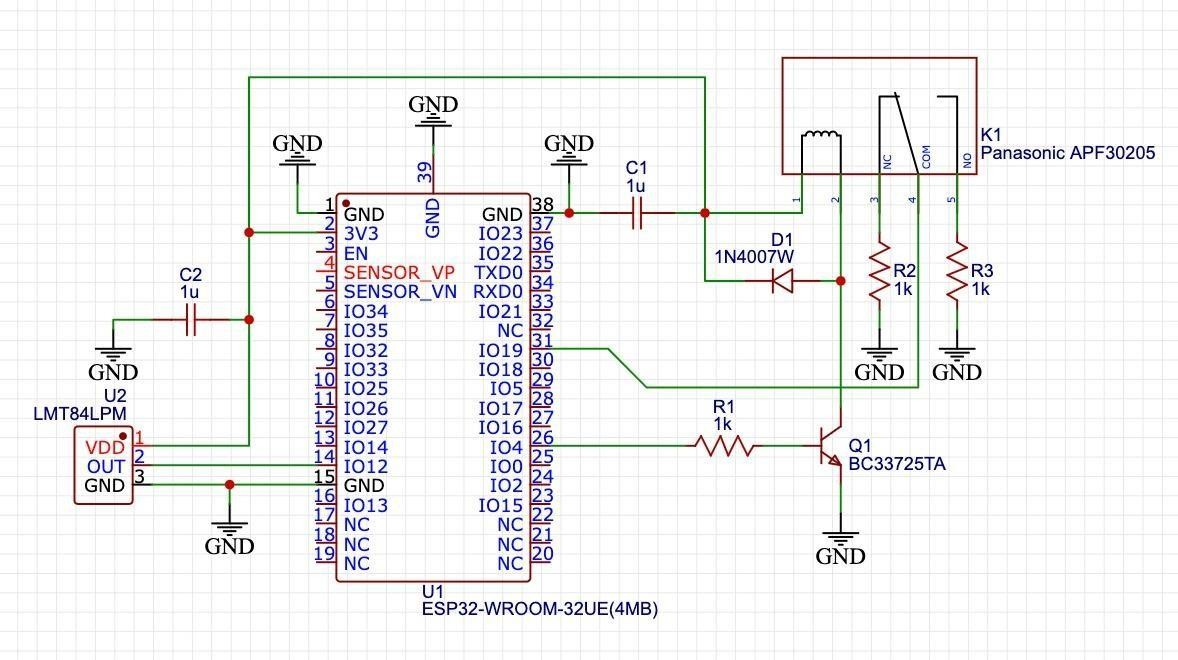 GND
GND
GND
39
GND
C1
1u
K1
Panasonic APF30205
NC
COM
NO
1
2
3
4
5
D1
1N4007W
R2
1k
R3
1k
GND
GND
C2
1u
GND
U2
LMT84LPM
VDD 1
OUT 2
GND 3
GND
1 GND
2 3V3
3 EN
4 SENSOR_VP
5 SENSOR_VN
6 IO34
7 IO35
8 IO32
9 IO33
10 IO25
11 IO26
12 IO27
13 IO14
14 IO12
15 GND
16 IO13
17 NC
18 NC
19 NC
GND 38
IO23 37
IO22 36
TXD0 35
RXD0 34
IO21 33
NC 32
IO19 31
IO18 30
IO5 29
IO17 28
IO16 27
IO4 26
IO0 25
IO2 24
IO15 23
NC 22
NC 21
NC 20
U1
ESP32-WROOM-32UE(4MB)
R1
1k
Q1
BC33725TA
GND